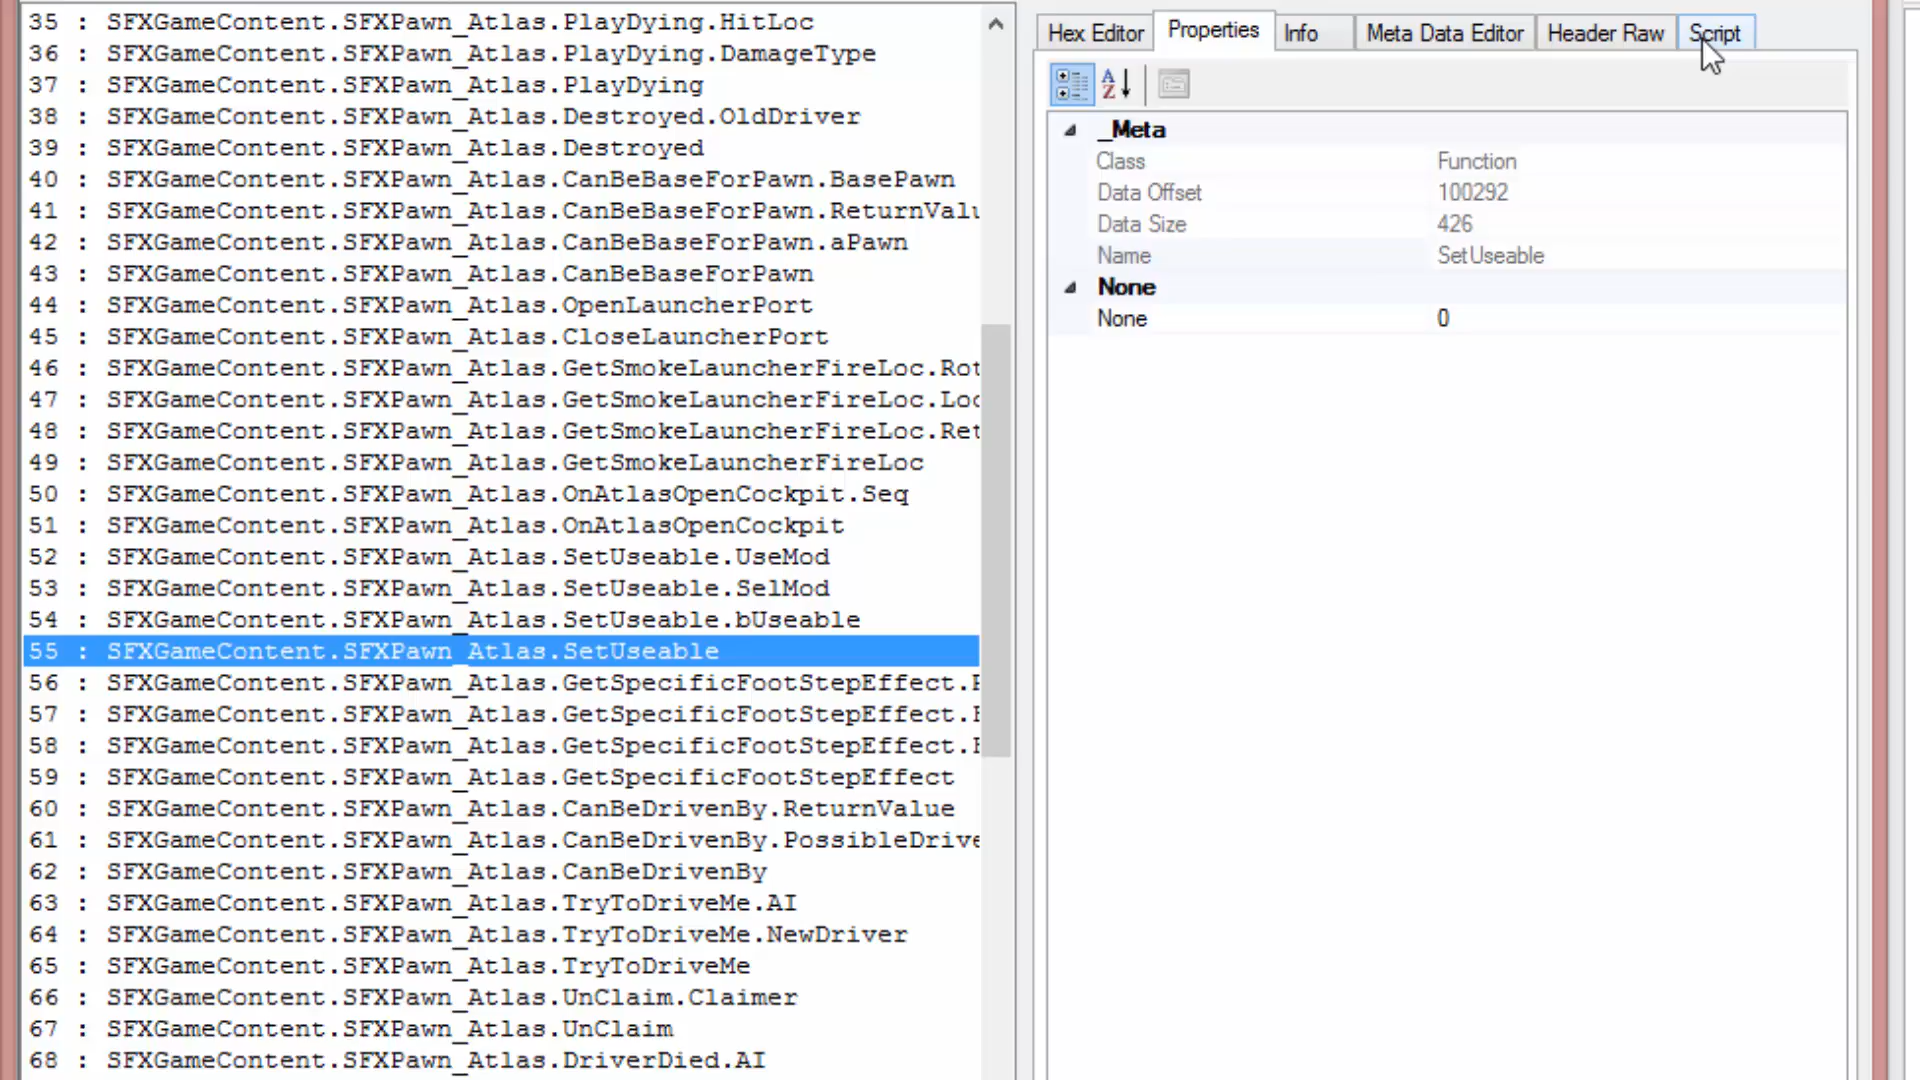 35 : SFXGameContent.SFXPawn_Atlas.PlayDying.HitLoc
36 : SFXGameContent.SFXPawn_Atlas.PlayDying.DamageType
37 : SFXGameContent.SFXPawn_Atlas.PlayDying
38 : SFXGameContent.SFXPawn_Atlas.Destroyed.OldDriver
39 : SFXGameContent.SFXPawn_Atlas.Destroyed
40 : SFXGameContent.SFXPawn_Atlas.CanBeBaseForPawn.BasePawn
41 : SFXGameContent.SFXPawn_Atlas.CanBeBaseForPawn.ReturnValu
42 : SFXGameContent.SFXPawn_Atlas.CanBeBaseForPawn.aPawn
43 : SFXGameContent.SFXPawn_Atlas.CanBeBaseForPawn
44 : SFXGameContent.SFXPawn_Atlas.OpenLauncherPort
45 : SFXGameContent.SFXPawn_Atlas.CloseLauncherPort
46 : SFXGameContent.SFXPawn_Atlas.GetSmokeLauncherFireLoc.Rot
47 : SFXGameContent.SFXPawn_Atlas.GetSmokeLauncherFireLoc.Loc
48 : SFXGameContent.SFXPawn_Atlas.GetSmokeLauncherFireLoc.Ret
49 : SFXGameContent.SFXPawn_Atlas.GetSmokeLauncherFireLoc
50 : SFXGameContent.SFXPawn_Atlas.OnAtlasOpenCockpit.Seq
51 : SFXGameContent.SFXPawn_Atlas.OnAtlasOpenCockpit
52 : SFXGameContent.SFXPawn_Atlas.SetUseable.UseMod
53 : SFXGameContent.SFXPawn_Atlas.SetUseable.SelMod
54 : SFXGameContent.SFXPawn_Atlas.SetUseable.bUseable
55 : SFXGameContent.SFXPawn_Atlas.SetUseable
56 : SFXGameContent.SFXPawn_Atlas.GetSpecificFootStepEffect.
57 : SFXGameContent.SFXPawn_Atlas.GetSpecificFootStepEffect.
58 : SFXGameContent.SFXPawn_Atlas.GetSpecificFootStepEffect.
59 : SFXGameContent.SFXPawn_Atlas.GetSpecificFootStepEffect
60 : SFXGameContent.SFXPawn_Atlas.CanBeDrivenBy.ReturnValue
61 : SFXGameContent.SFXPawn_Atlas.CanBeDrivenBy.PossibleDrive
62 : SFXGameContent.SFXPawn_Atlas.CanBeDrivenBy
63 : SFXGameContent.SFXPawn_Atlas.TryToDriveMe.AI
64 : SFXGameContent.SFXPawn_Atlas.TryToDriveMe.NewDriver
65 : SFXGameContent.SFXPawn_Atlas.TryToDriveMe
66 : SFXGameContent.SFXPawn_Atlas.UnClaim.Claimer
67 : SFXGameContent.SFXPawn_Atlas.UnClaim
68 : SFXGameContent.SFXPawn_Atlas.DriverDied.AI
Hex Editor Properties Info Meta Data Editor Header Raw Script
_Meta
Class Function
Data Offset 100292
Data Size 426
Name SetUseable
None
None 0